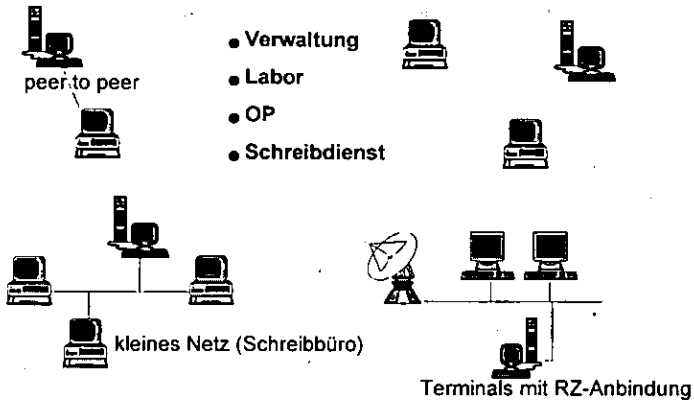 peer to peer
• Verwaltung
• Labor
• OP
• Schreibdienst
kleines Netz (Schreibbüro)
Terminals mit RZ-Anbindung